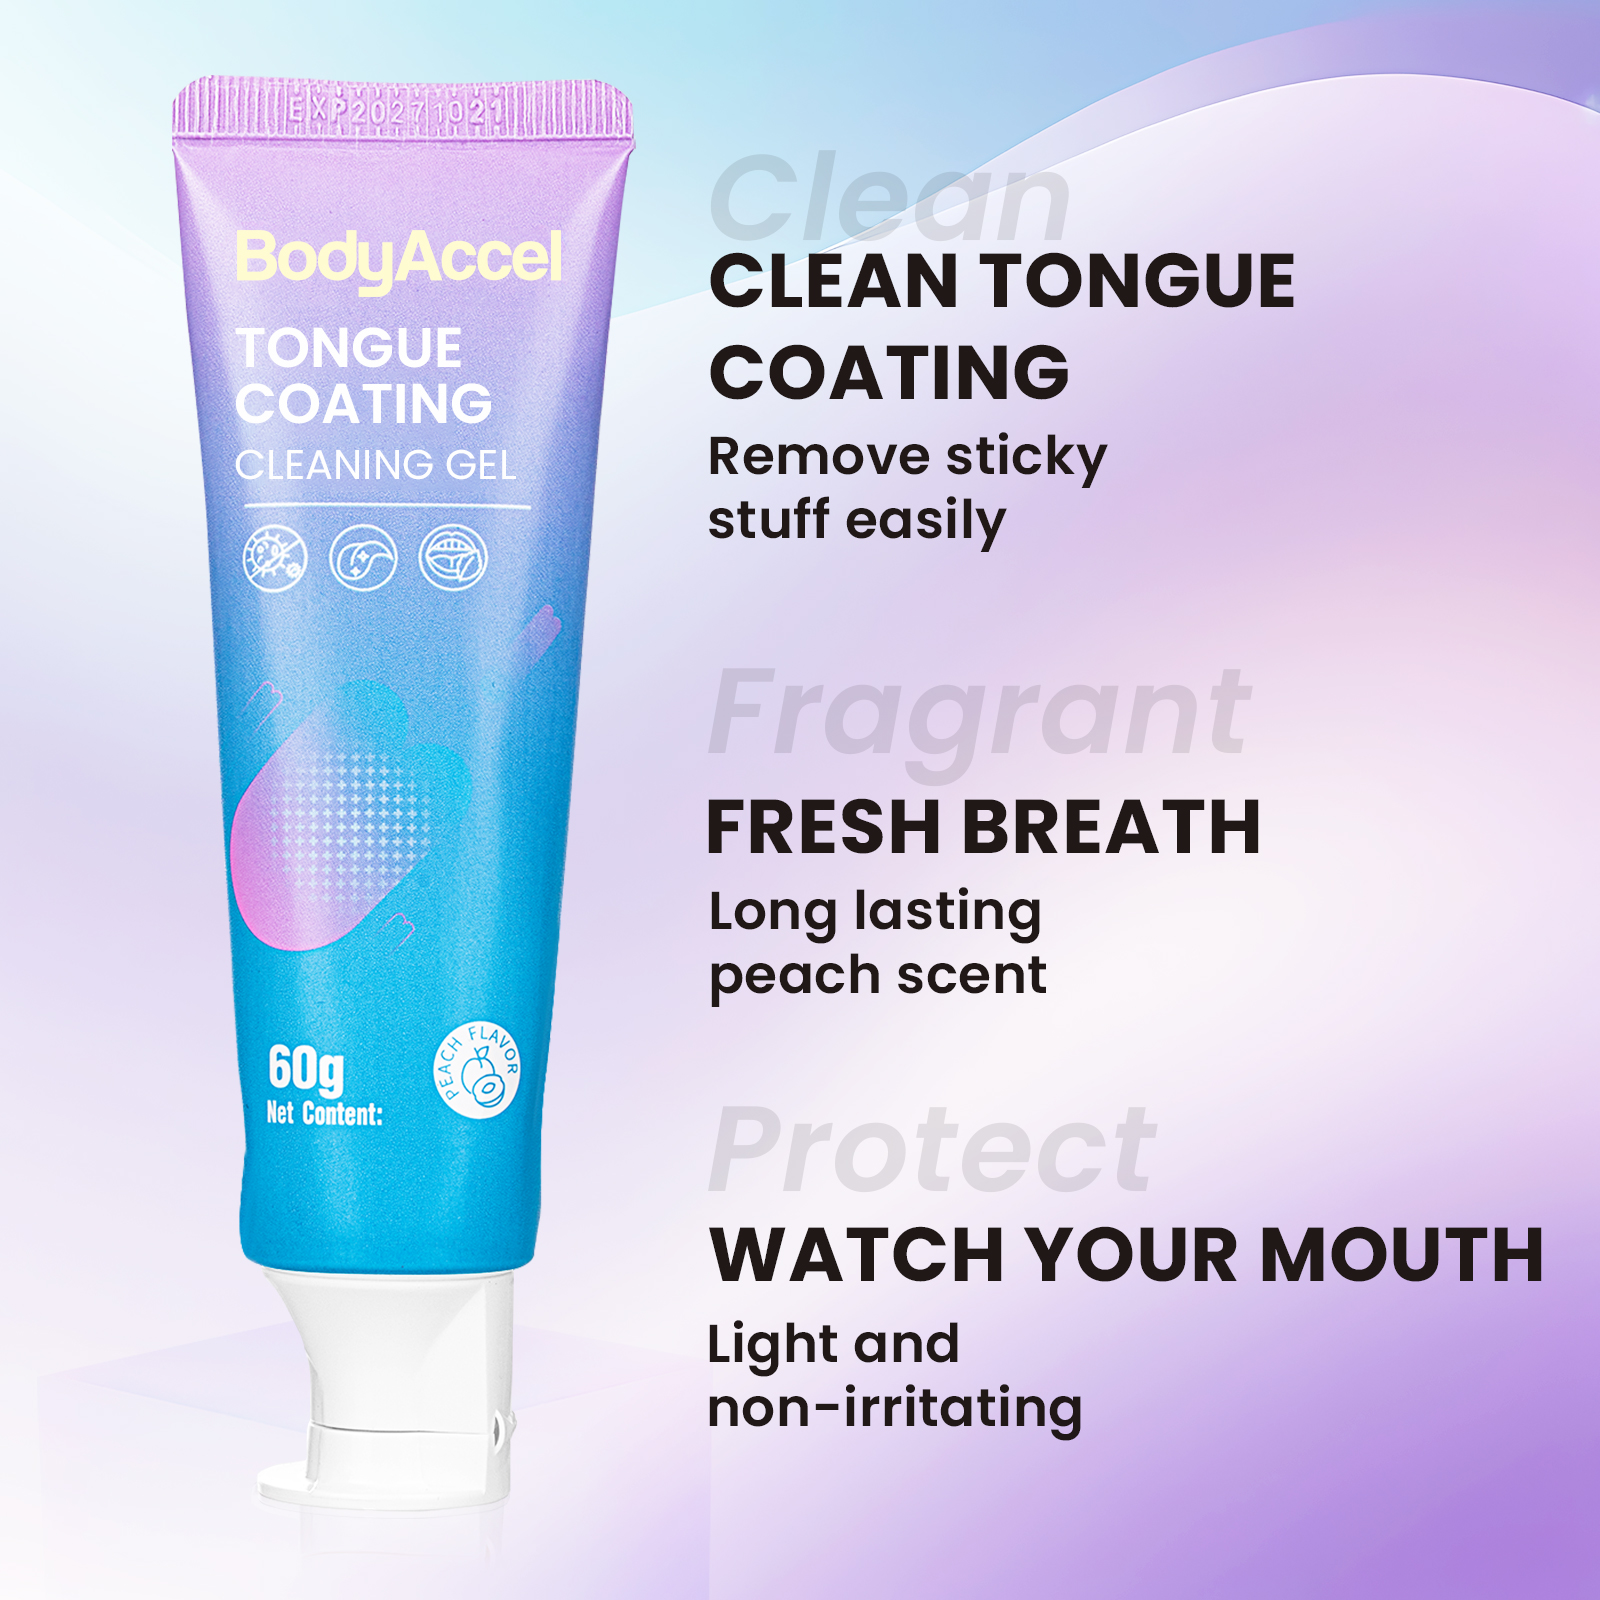 EXP20271021
BodyAccel
TONGUE
COATING
CLEANING GEL
60g
Net Content:
PEACH FLAVOR
Clean
CLEAN TONGUE
COATING
Remove sticky
stuff easily
Fragrant
FRESH BREATH
Long lasting
peach scent
Protect
WATCH YOUR MOUTH
Light and
non-irritating